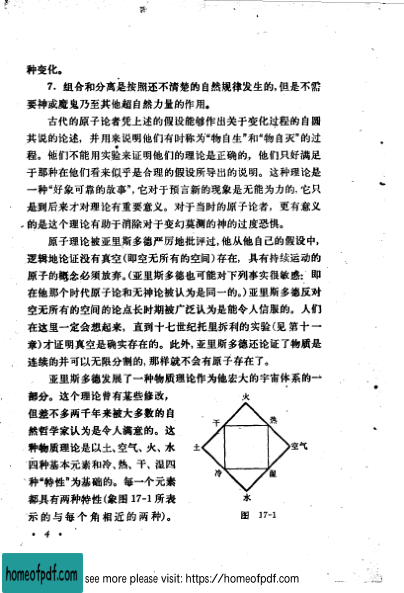 种变化。
7．组合和分离是按照还不清楚的自然规律发生的，但是不需
要神或魔鬼乃至其他超自然力量的作用。
古代的原子论者凭上述的假设能够作出关于变化过程的自圆
其说的论述，并用来说明他们有时称为“物自生”和“物自灭”的过
程。他们不能用实验来证明他们的理论是正确的，他们只好满足
于那种在他们看来似乎是合理的假设所导出的说明。这种理论是
一种“好象可靠的故事”，它对于预言新的现象是无能为力的，它只
是到后来才对理论有重要意义。对于当时的原子论者，更有意义
的是这个理论有助于消除对于变幻莫测的神的过度恐惧。
原子理论被亚里斯多德严厉地批评过，他从他自己的假设中，
逻辑地论证没有真空（即空无所有的空间）存在，具有持续运动的
原子的概念必须放弃。（亚里斯多德也可能对下列事实很敏感：即
在他那个时代原子论和无神论被认为是同一的。）亚里斯多德反对
空无所有的空间的论点长时期被广泛认为是能令人信服的。人们
在这里一定会想起来，直到十七世纪托里拆利的实验（见第十一
章）才证明真空是确实存在的。此外，亚里斯多德还论证了物质是
连续的并可以无限分割的，那样就不会有原子存在了。
亚里斯多德发展了一种物质理论作为他宏大的宇宙体系的一
部分。这个理论曾有某些修改，
但差不多两千年来被大多数的自
然哲学家认为是令人满意的。这
种物质理论是以土、空气、火、水
四种基本元素和冷、热、干、湿四
种“特性”为基础的。每一个元素
都具有两种特性（象图 17-1 所表
示的与每个角相近的两种）。
火
干
热
土
空气
冷
湿
水
图 17-1
· 4 ·
homeofpdf.com
see more please visit: https://homeofpdf.com